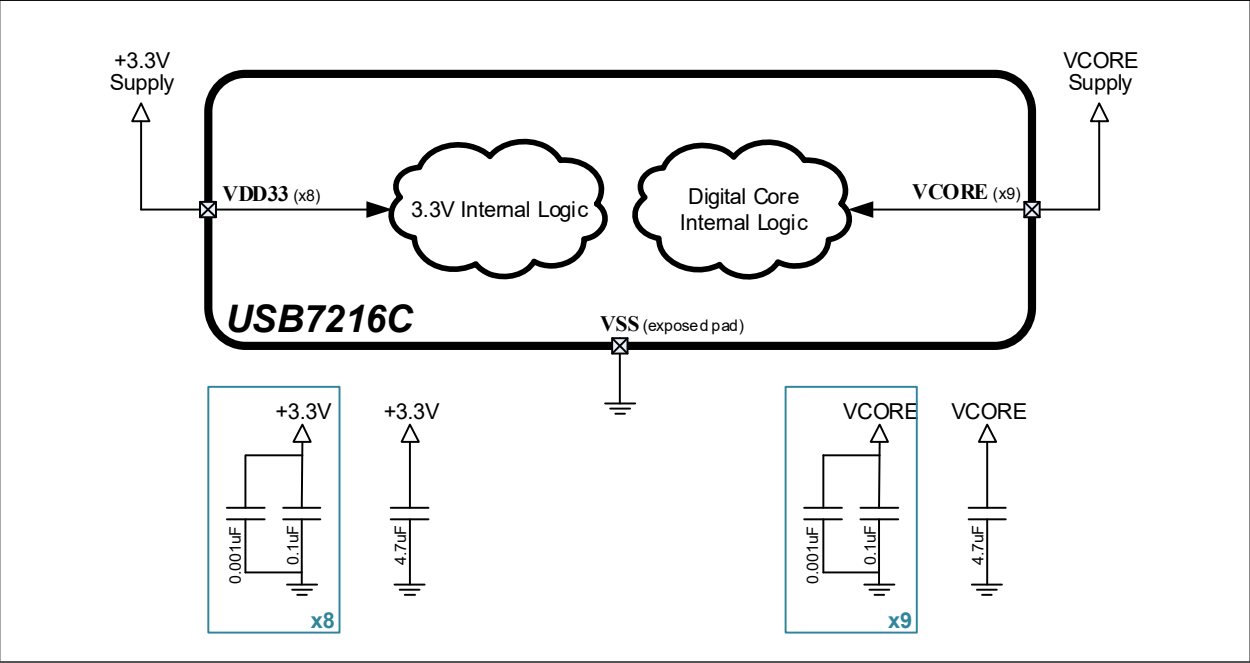 +3.3V
Supply
VCORE
Supply
VDD33 (x8)
3.3V Internal Logic
Digital Core
Internal Logic
VCORE (x9)
USB7216C
VSS (exposed pad)
+3.3V
+3.3V
VCORE
VCORE
0.001uF
0.1uF
4.7uF
0.001uF
0.1uF
4.7uF
x8
x9